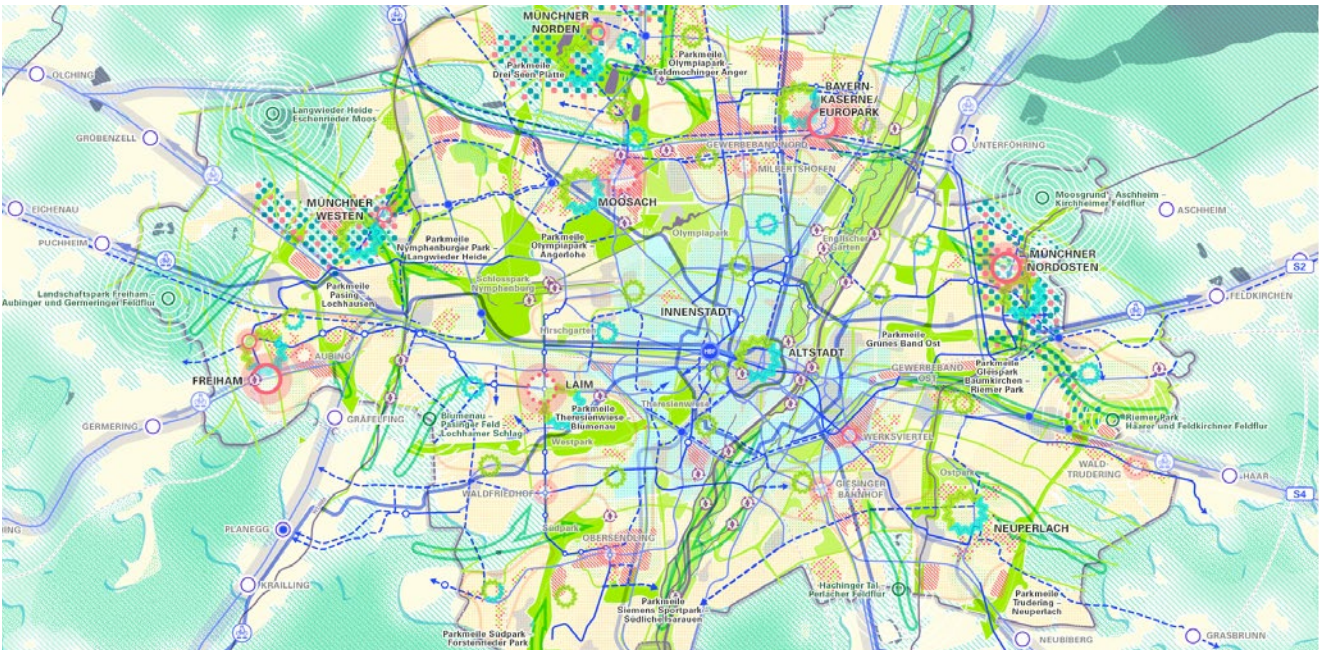 MÜNCHNER
NORDEN
Parkmeile
Drei Seen Platte
Parkmeile
Olympiapark –
Feldmochinger Anger
OLCHING
BAYERN-
KASERNE/
EUROPARK
Langwieder Heide –
Eschenrieder Moos
GRÖBENZELL
GEWERBEBAND NORD
UNTERFÖHRING
MILBERTSHOFEN
MÜNCHNER
WESTEN
MOOSACH
Moosgrund Aschheim –
Kirchheimer Feldflur
EICHENAU
ASCHHEIM
PUCHHEIM
Parkmeile
Nymphenburger Park –
Langwieder Heide
Parkmeile
Olympiapark –
Angerlohe
Olympiapark
Englischer
Garten
MÜNCHNER
NORDOSTEN
S2
Schlosspark
Nymphenburg
Parkmeile
Pasing
Lochhausen
Landschaftspark Freiham –
Aubinger und Germeringer Feldflur
FELDKIRCHEN
INNENSTADT
Hirschgarten
Parkmeile
Grünes Band Ost
HBF
ALTSTADT
AUBING
FREIHAM
LAIM
GEWERBEBAND
OST
Parkmeile
Gleispark
Baumkirchen –
Riemer Park
GERMERING
GRÄFELFING
Blumenau –
Pasinger Feld
Lochhamer Schlag
Parkmeile
Theresienwiese –
Blumenau
Theresienwiese
Westpark
Riemer Park
Haarer und Feldkirchner Feldflur
WERKSVIERTEL
WALD-
TRUDERING
HAAR
S4
WALDFRIEDHOF
GIESINGER
BAHNHOF
Ostpark
PLANEGG
Südpark
OBERSENDLING
NEUPERLACH
KRAILLING
Hachinger Tal
Perlacher Feldflur
Parkmeile
Siemens Sportpark
Südliche Isarauen
Parkmeile
Trudering –
Neuperlach
Parkmeile Südpark
Forstenrieder Park
NEUBIBERG
GRASBRUNN